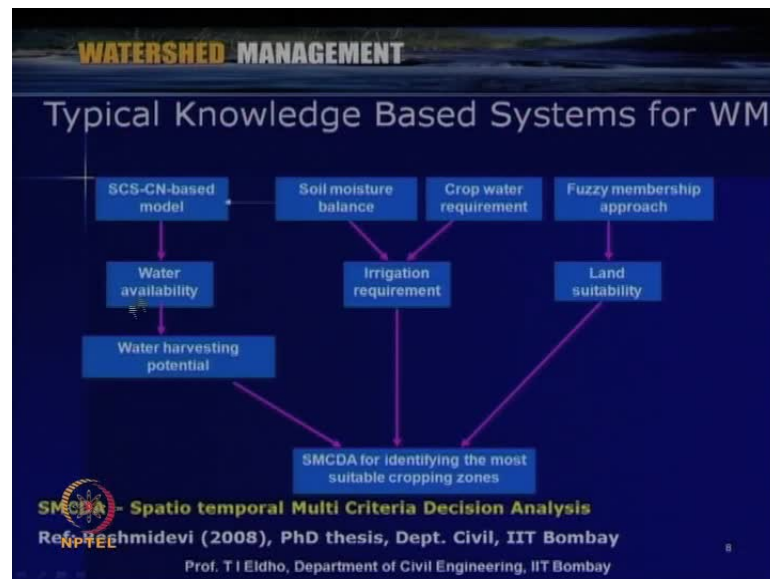 WATERSHED MANAGEMENT
Typical Knowledge Based Systems for WM
SCS-CN-based
model
Soil moisture
balance
Crop water
requirement
Fuzzy membership
approach
Water
availability
Irrigation
requirement
Land
suitability
Water harvesting
potential
SMCDA for identifying the most
suitable cropping zones
SMCDA - Spatio temporal Multi Criteria Decision Analysis
(2008), PhD thesis, Dept. Civil, IIT Bombay
NPTEL
8
Prof. T I Eldho, Department of Civil Engineering, IIT Bombay